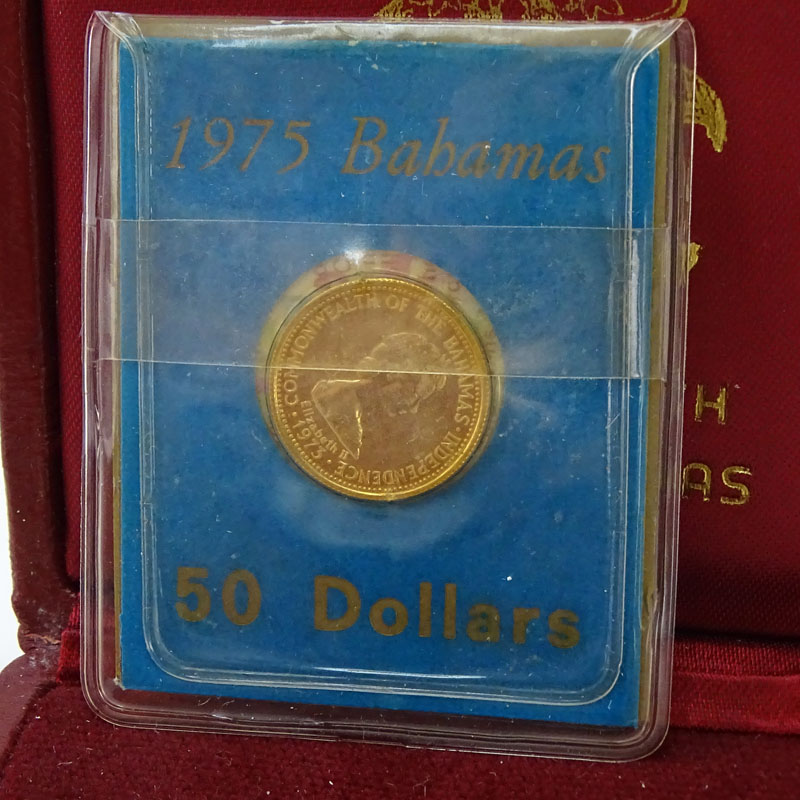 1975 Bahamas
COMMONWEALTH OF THE BAHAMAS · INDEPENDENCE · 1973 ·
Elizabeth II
50 Dollars
H
AS